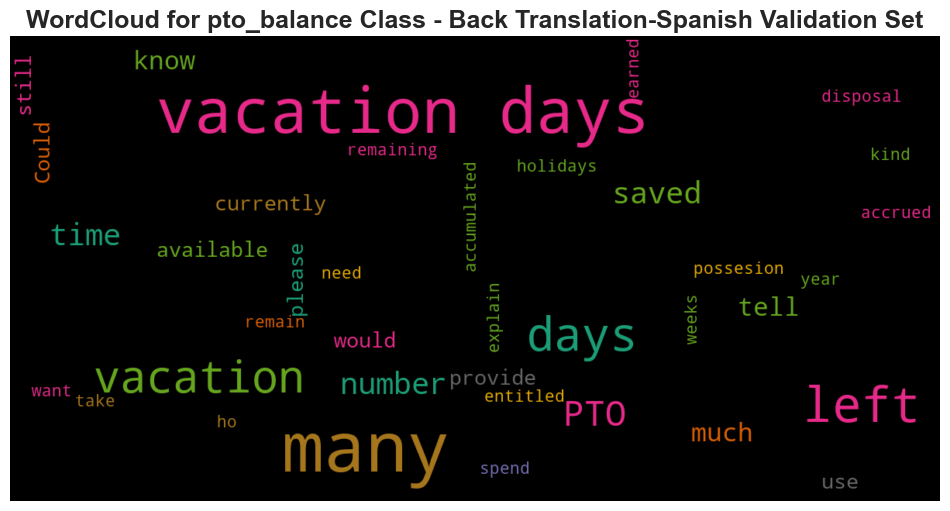 WordCloud for pto_balance Class - Back Translation-Spanish Validation Set
know
still
earned
vacation days
disposal
Could
remaining
kind
holidays
accumulated
saved
currently
accrued
time
available
please
need
possesion
year
explain
weeks
tell
remain
would
days
vacation
number
provide
want
take
entitled
left
PTO
ho
many
much
spend
use